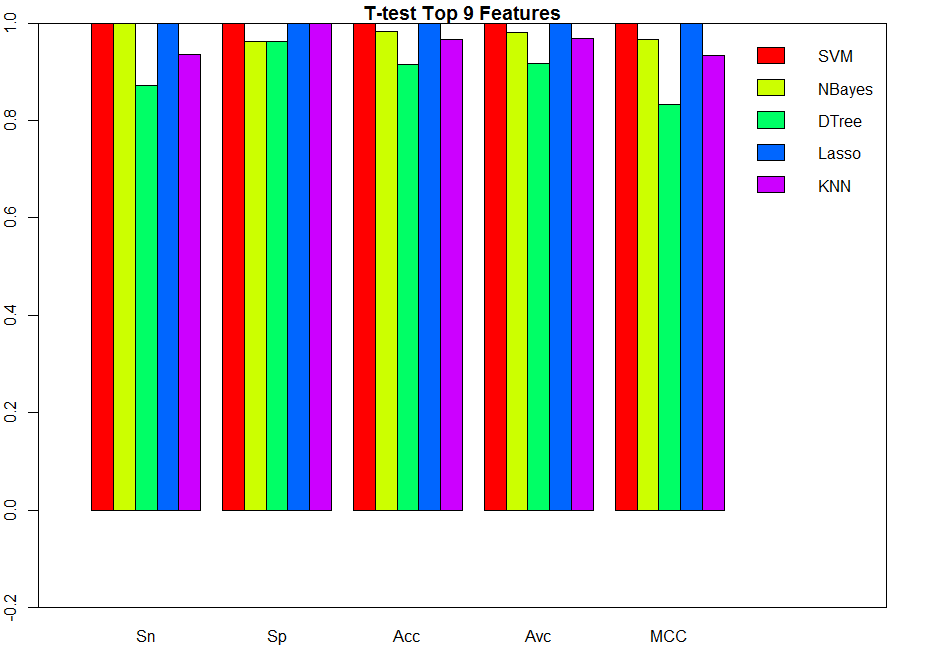 T-test Top 9 Features
1.0
0.8
0.6
0.4
0.2
0.0
-0.2
SVM
NBayes
DTree
Lasso
KNN
Sn Sp Acc Avc MCC